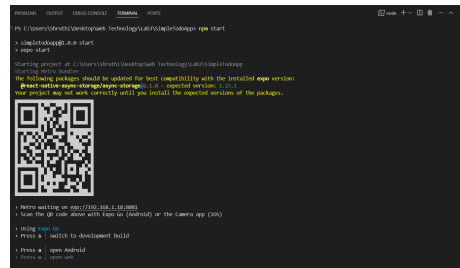 PROBLEMS OUTPUT DEBUG CONSOLE TERMINAL PORTS
node
PS C:\Users\Shruthi\Desktop\Web Technology\Lab3\SimpleTodoApp> npm start
> simpletodoapp@1.0.0 start
> expo start
Starting project at C:\Users\Shruthi\Desktop\Web Technology\Lab3\SimpleTodoApp
Starting Metro Bundler
The following packages should be updated for best compatibility with the installed expo version:
@react-native-async-storage/async-storage@2.1.0 - expected version: 1.23.1
Your project may not work correctly until you install the expected versions of the packages.
› Metro waiting on exp://192.168.1.18:8081
› Scan the QR code above with Expo Go (Android) or the Camera app (iOS)
› Using Expo Go
› Press s │ switch to development build
› Press a │ open Android
› Press w │ open web